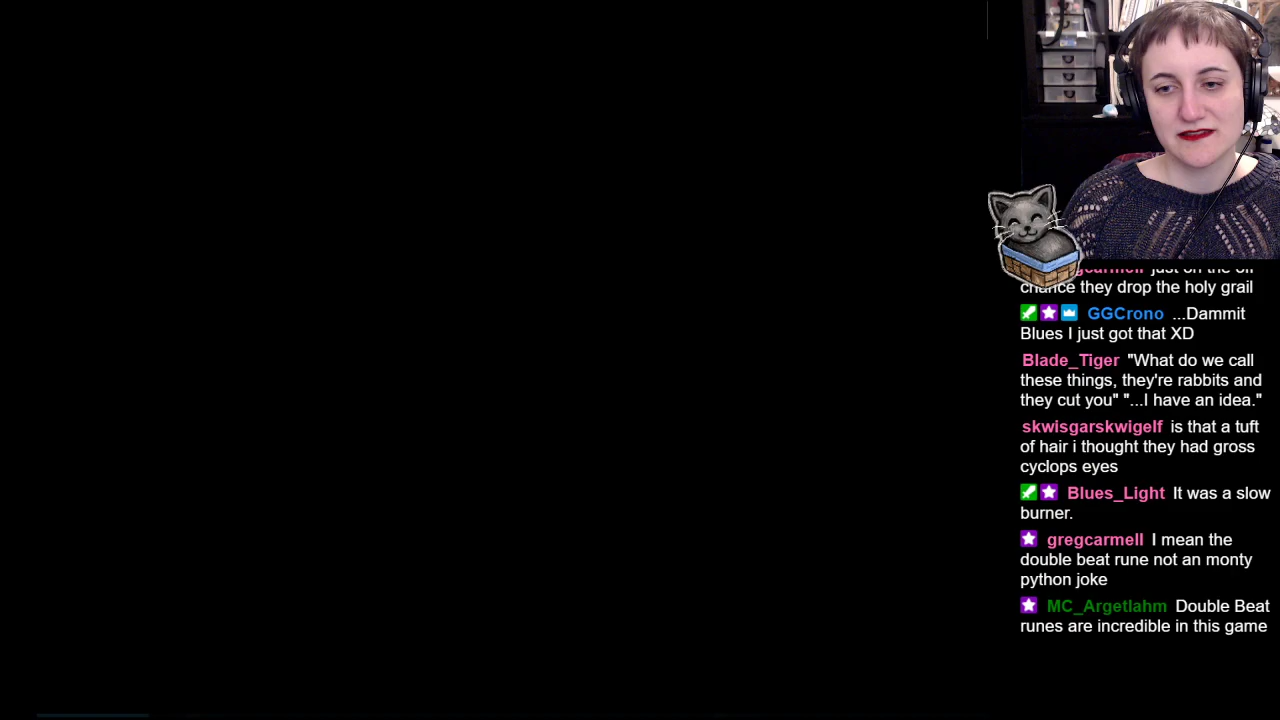 chance they drop the holy grail
GGCrono ...Dammit
Blues I just got that XD
Blade_Tiger "What do we call
these things, they're rabbits and
they cut you" "...I have an idea."
skwisgarskwigelf is that a tuft
of hair i thought they had gross
cyclops eyes
Blues_Light It was a slow
burner.
gregcarmell I mean the
double beat rune not an monty
python joke
MC_Argetlahm Double Beat
runes are incredible in this game